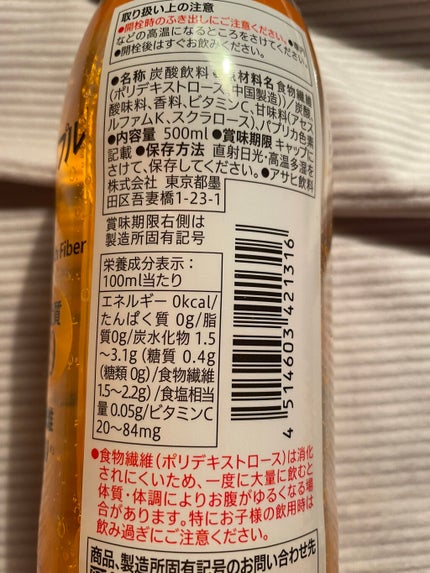 取り扱い上の注意
●開栓時のふき出しにご注意ください。
などの高温になるところをさけてください。
●開栓後はすぐお飲みください。
●名称 炭酸飲料 ●原材料名 食物繊維
(ポリデキストロース(中国製造))/炭酸、
酸味料、香料、ビタミンC、甘味料(アセス
ルファムK、スクラロース)、パプリカ色素
●内容量 500ml ●賞味期限 キャップに
記載 ●保存方法 直射日光・高温多湿を
さけて、保存してください。 ●アサヒ飲料
株式会社 東京都墨
田区吾妻橋1-23-1
賞味期限右側は
製造所固有記号
プル
Fiber
質
維
栄養成分表示:
100ml当たり
エネルギー 0kcal/
たんぱく質 0g/脂
質0g/炭水化物 1.5
~3.1g(糖質 0.4g
(糖類 0g)/食物繊維
1.5~2.2g)/食塩相当
量 0.05g/ビタミンC
20~84mg
4 514603 421316
●食物繊維(ポリデキストロース)は消化
されにくいため、一度に大量に飲むと
体質・体調によりお腹がゆるくなる場
合があります。特にお子様の飲用時は
飲み過ぎにご注意ください。
商品、製造所固有記号のお問い合わせ先